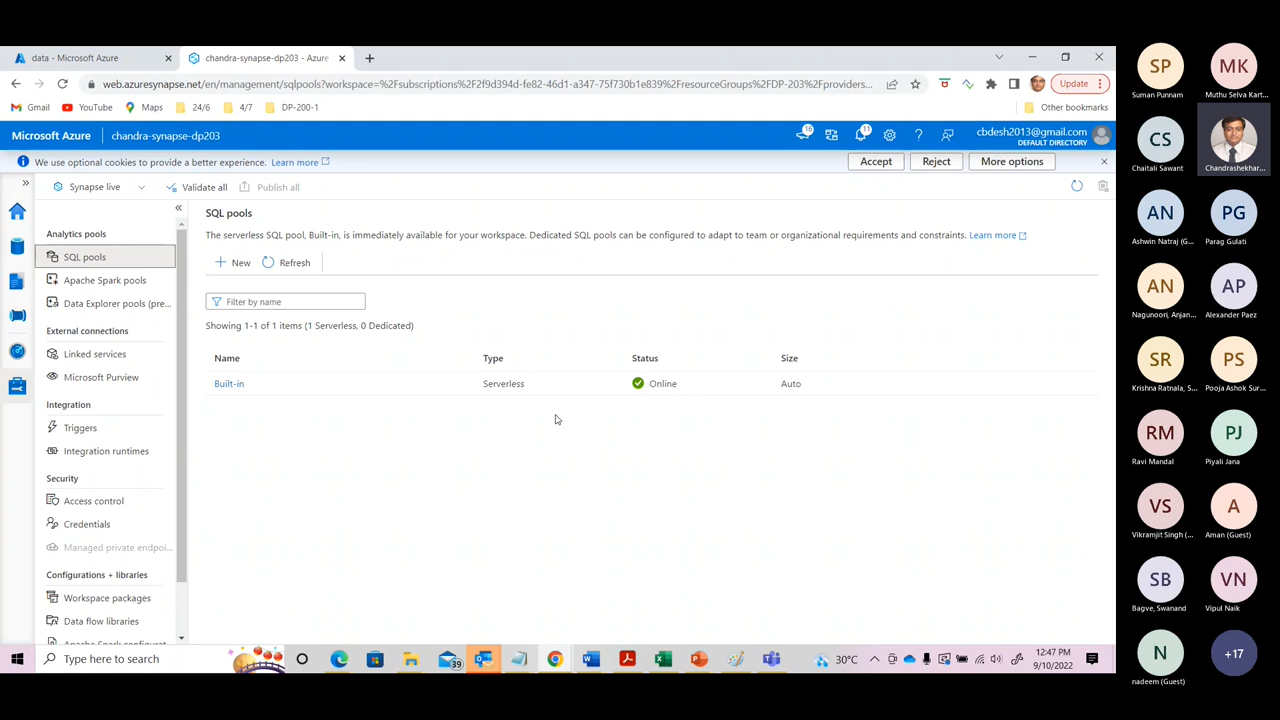 data - Microsoft Azure
chandra-synapse-dp203 - Azure
web.azuresynapse.net/en/management/sqlpools?workspace=%2Fsubscriptions%2f9d394d-fe82-46d1-a347-75f730b1e839%2FresourceGroups%2FDP-203%2Fproviders...
Update
Gmail
YouTube
Maps
24/6
4/7
DP-200-1
Other bookmarks
Microsoft Azure
chandra-synapse-dp203
16
11
cbdesh2013@gmail.com
DEFAULT DIRECTORY
We use optional cookies to provide a better experience. Learn more
Accept
Reject
More options
Synapse live
Validate all
Publish all
Analytics pools
SQL pools
Apache Spark pools
Data Explorer pools (pre...
External connections
Linked services
Microsoft Purview
Integration
Triggers
Integration runtimes
Security
Access control
Credentials
Managed private endpoi...
Configurations + libraries
Workspace packages
Data flow libraries
Apache Spark configurat...
SQL pools
The serverless SQL pool, Built-in, is immediately available for your workspace. Dedicated SQL pools can be configured to adapt to team or organizational requirements and constraints. Learn more
New
Refresh
Filter by name
Showing 1-1 of 1 items (1 Serverless, 0 Dedicated)
Name Type Status Size
Built-in Serverless Online Auto
Type here to search
39
30°C
12:47 PM
9/10/2022
SP
Suman Punnam
MK
Muthu Selva Kart...
CS
Chaitali Sawant
Chandrashekhar...
AN
Ashwin Natraj (G...
PG
Parag Gulati
AN
Nagunoori, Anjan...
AP
Alexander Paez
SR
Krishna Ratnala, S...
PS
Pooja Ashok Sur...
RM
Ravi Mandal
PJ
Piyali Jana
VS
Vikramjit Singh (...
A
Aman (Guest)
SB
Bagve, Swanand
VN
Vipul Naik
N
nadeem (Guest)
+17